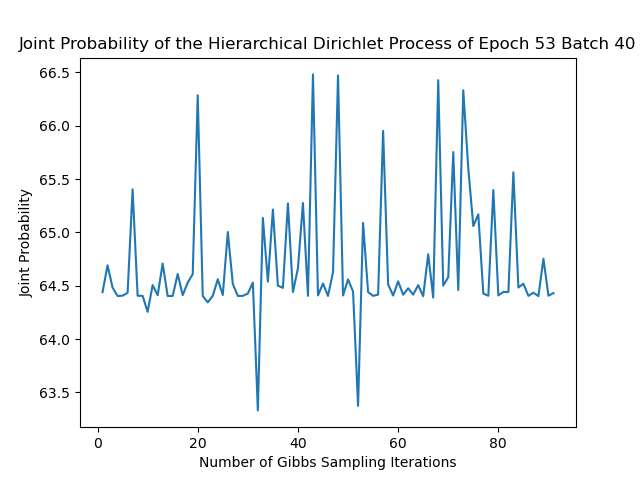 Joint Probability of the Hierarchical Dirichlet Process of Epoch 53 Batch 40
66.5
66.0
65.5
65.0
64.5
64.0
63.5
Joint Probability
0 20 40 60 80
Number of Gibbs Sampling Iterations